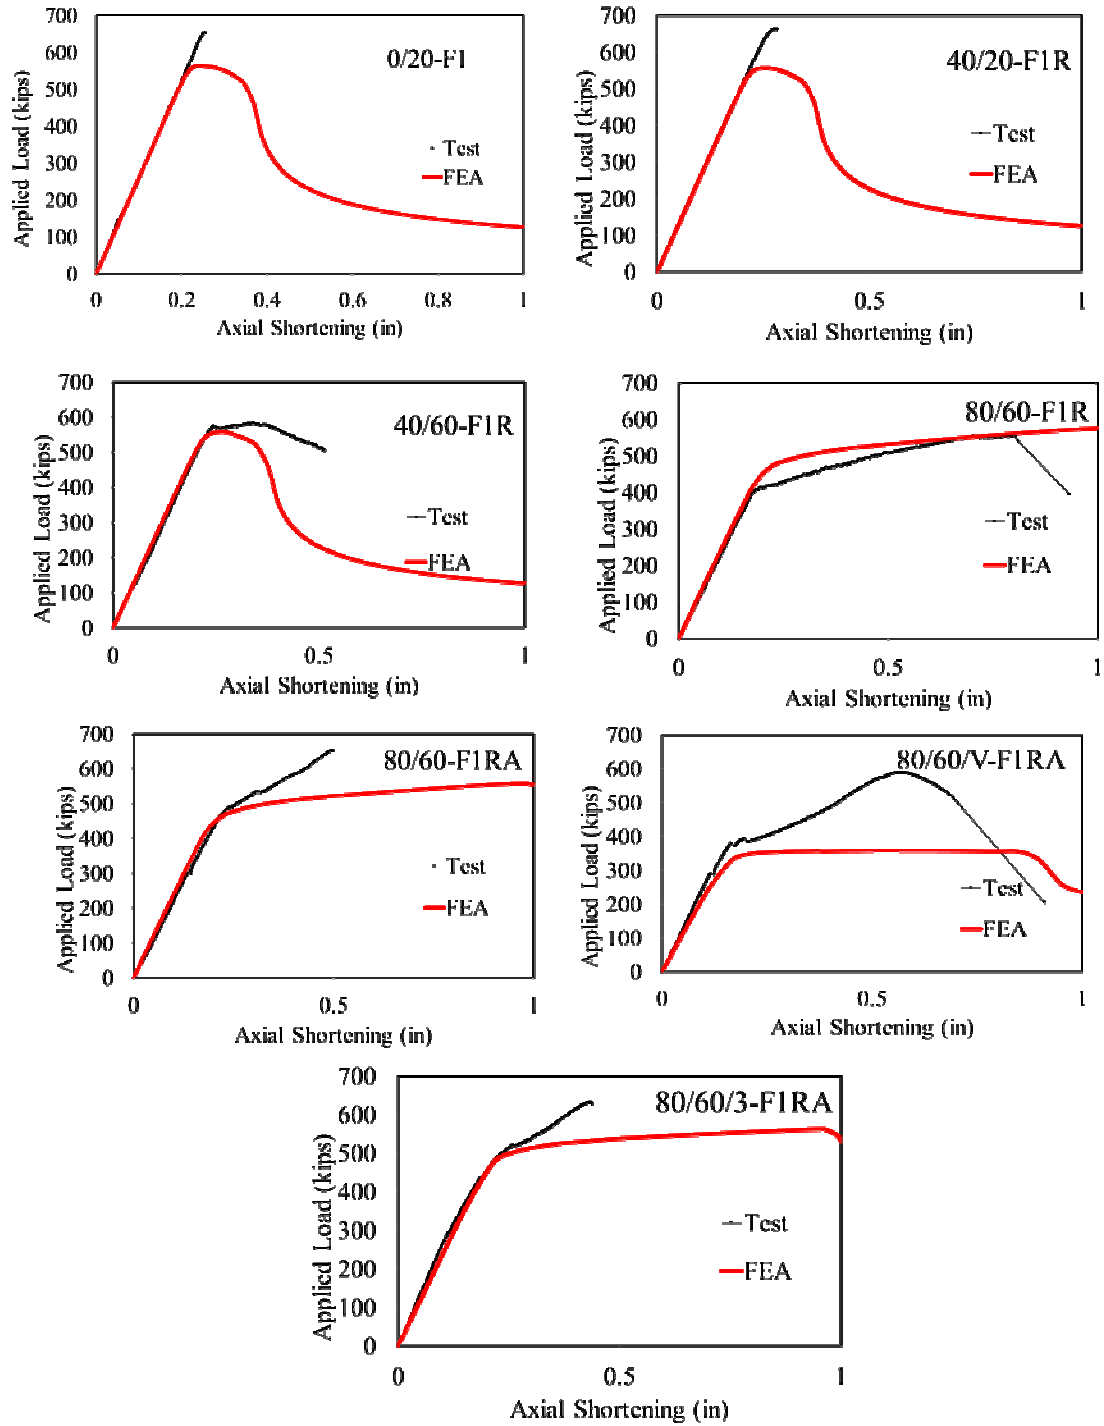 0/20-F1
Applied Load (kips)
700
600
500
400
300
200
100
0
Test
FEA
0
0.2
0.4
0.6
0.8
1
Axial Shortening (in)
40/20-F1R
Applied Load (kips)
700
600
500
400
300
200
100
0
Test
FEA
0
0.5
1
Axial Shortening (in)
40/60-F1R
Applied Load (kips)
700
600
500
400
300
200
100
0
Test
FEA
0
0.5
1
Axial Shortening (in)
80/60-F1R
Applied Load (kips)
700
600
500
400
300
200
100
0
Test
FEA
0
0.5
1
Axial Shortening (in)
80/60-F1RA
Applied Load (kips)
700
600
500
400
300
200
100
0
Test
FEA
0
0.5
1
Axial Shortening (in)
80/60/V-F1RA
Applied Load (kips)
700
600
500
400
300
200
100
0
Test
FEA
0
0.5
1
Axial Shortening (in)
80/60/3-F1RA
Applied Load (kips)
700
600
500
400
300
200
100
0
Test
FEA
0
0.5
1
Axial Shortening (in)